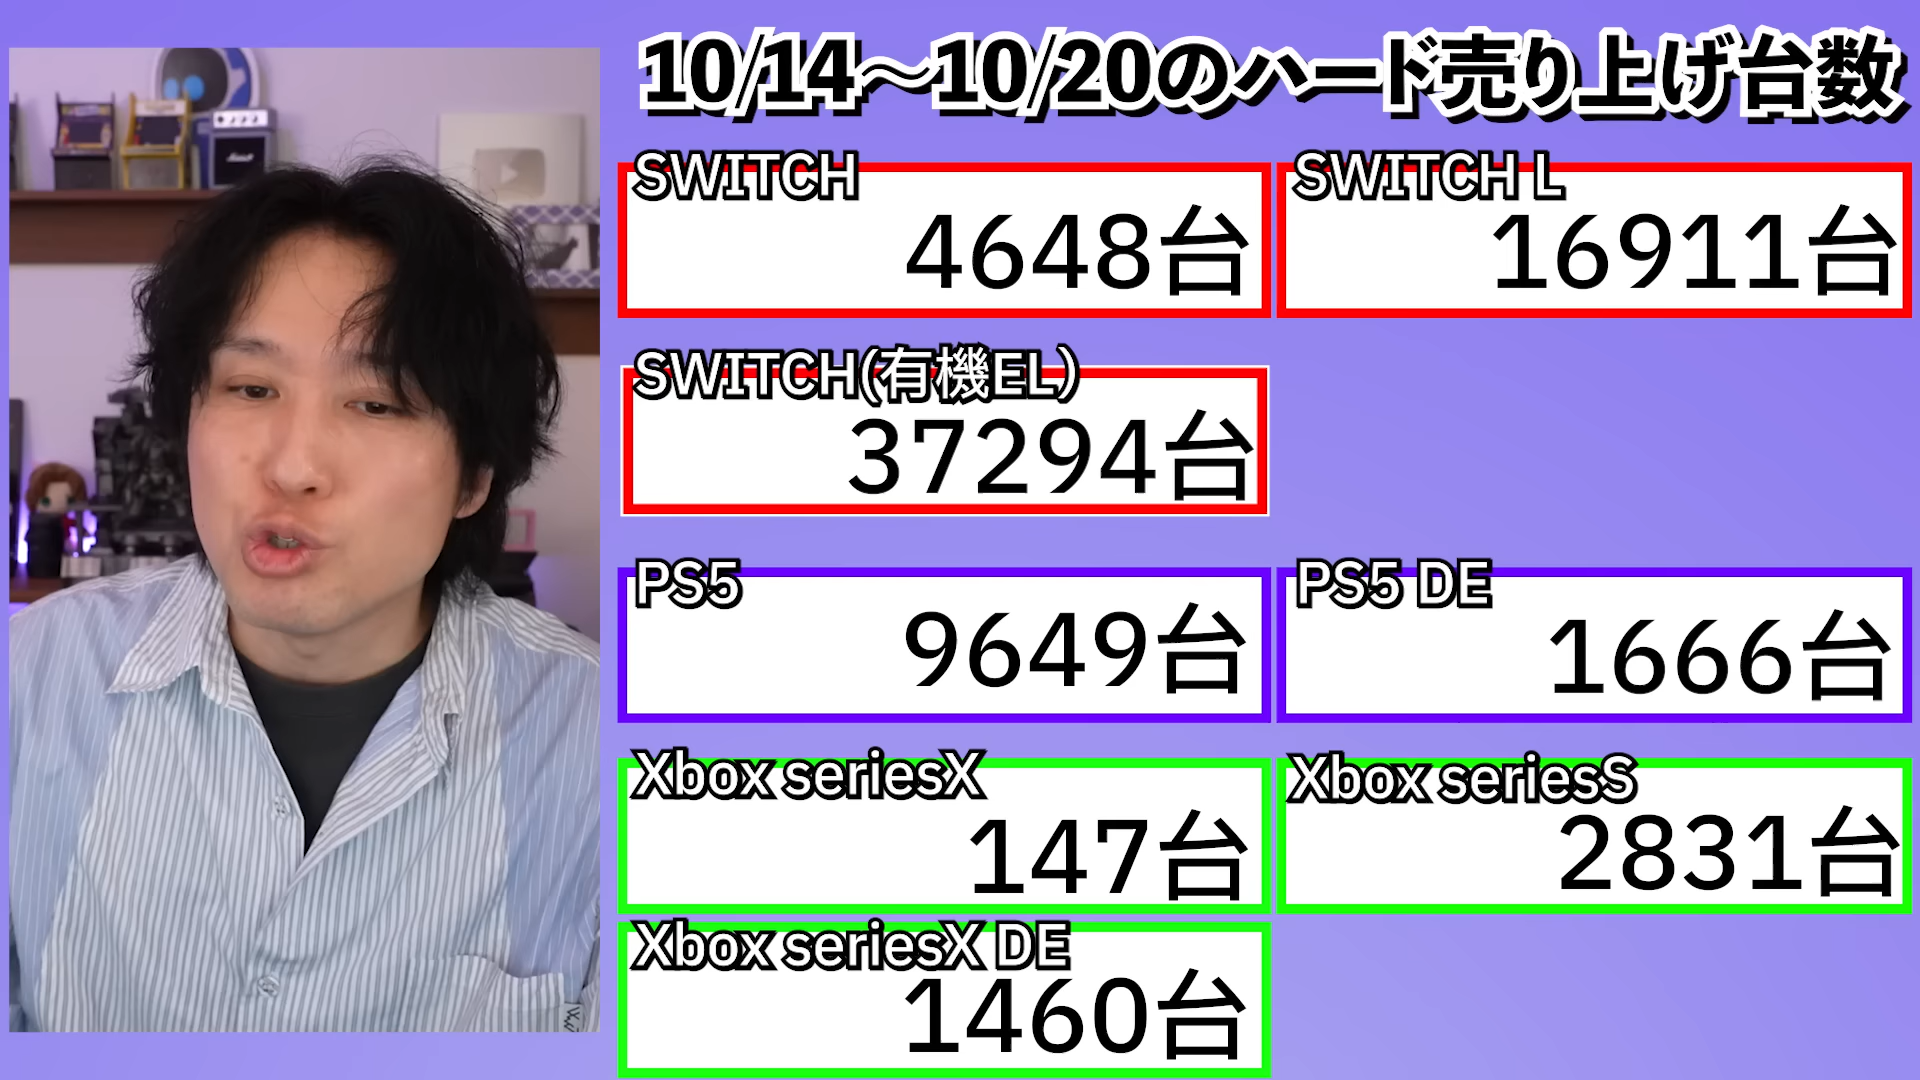 10/14～10/20のハード売り上げ台数
SWITCH
4648台
SWITCH L
16911台
SWITCH(有機EL)
37294台
PS5
9649台
PS5 DE
1666台
Xbox seriesX
147台
Xbox seriesS
2831台
Xbox seriesX DE
1460台
Marshall